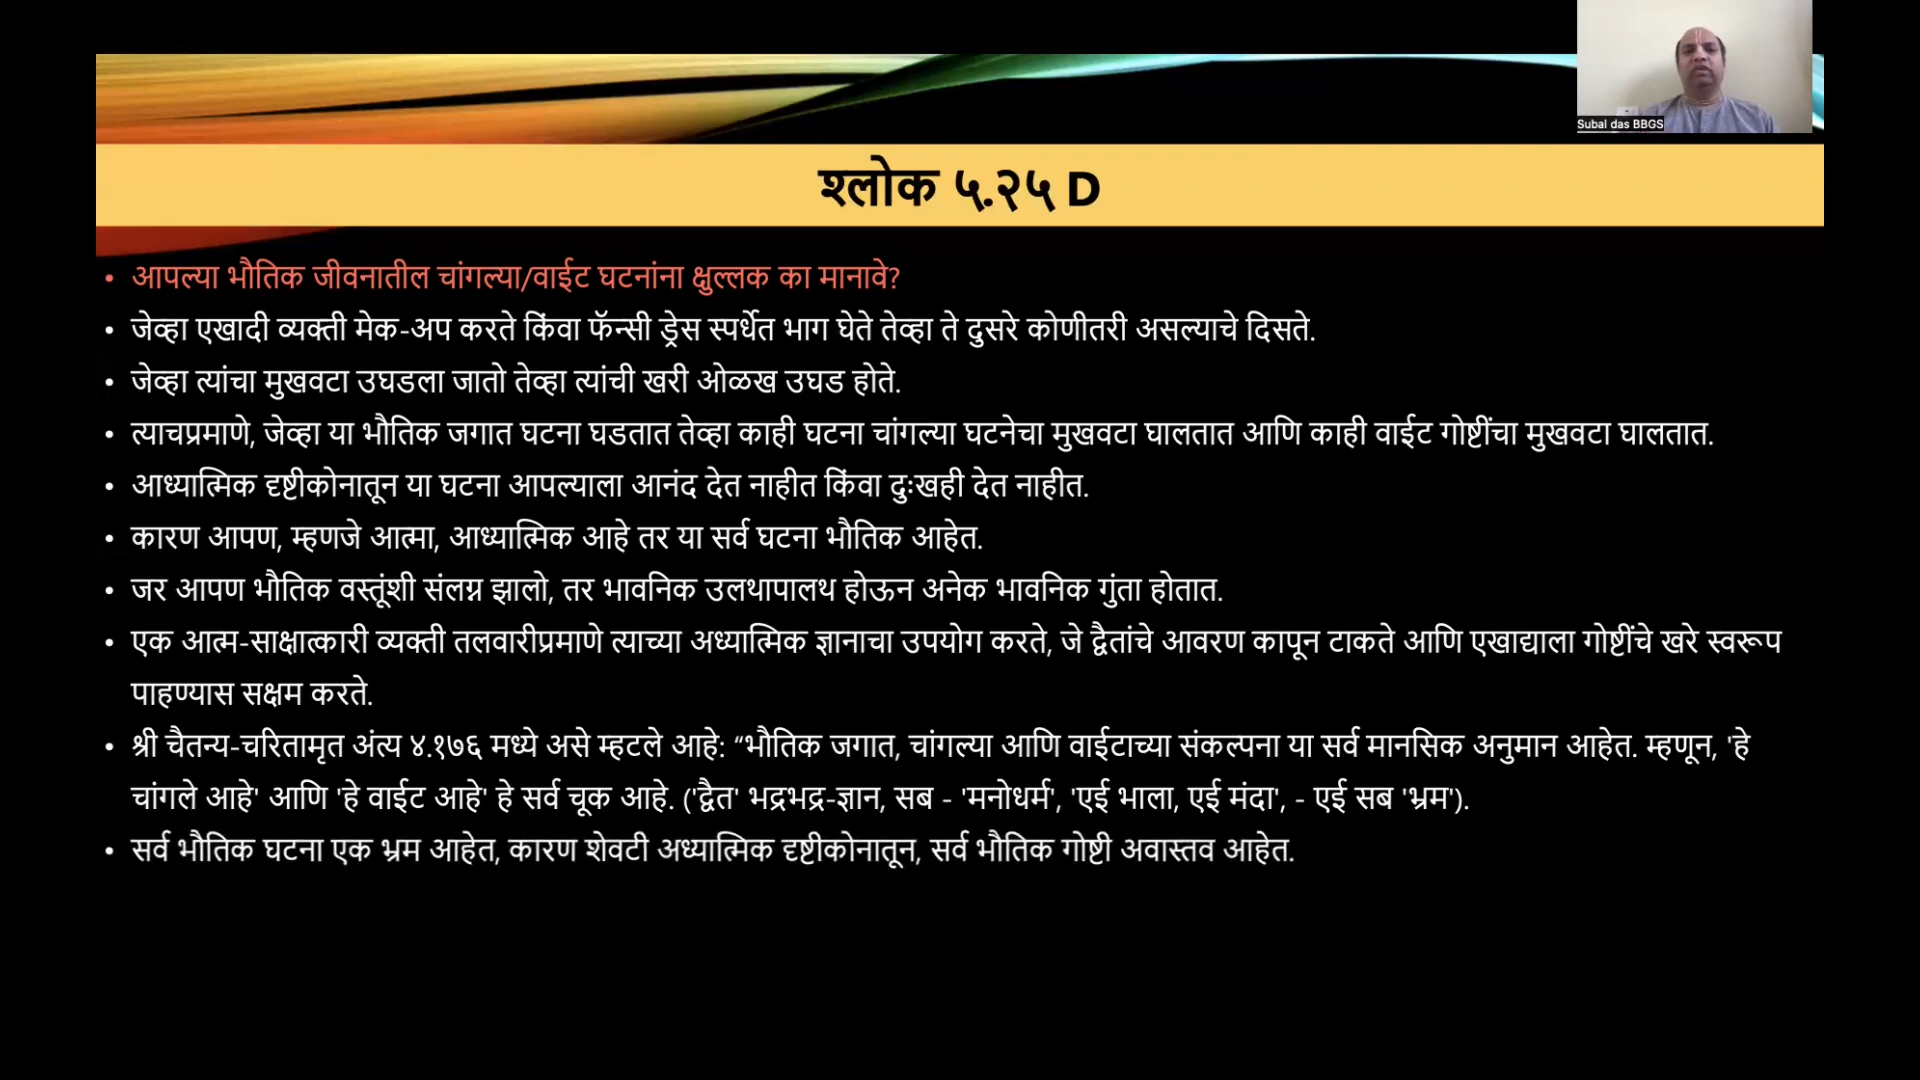 Subal das BBGS
श्लोक ५.२५ D
• आपल्या भौतिक जीवनातील चांगल्या/वाईट घटनांना क्षुल्लक का मानावे?
• जेव्हा एखादी व्यक्ती मेक-अप करते किंवा फॅन्सी ड्रेस स्पर्धेत भाग घेते तेव्हा ते दुसरे कोणीतरी असल्याचे दिसते.
• जेव्हा त्यांचा मुखवटा उघडला जातो तेव्हा त्यांची खरी ओळख उघड होते.
• त्याचप्रमाणे, जेव्हा या भौतिक जगात घटना घडतात तेव्हा काही घटना चांगल्या घटनेचा मुखवटा घालतात आणि काही वाईट गोष्टींचा मुखवटा घालतात.
• आध्यात्मिक दृष्टीकोनातून या घटना आपल्याला आनंद देत नाहीत किंवा दुःखही देत नाहीत.
• कारण आपण, म्हणजे आत्मा, आध्यात्मिक आहे तर या सर्व घटना भौतिक आहेत.
• जर आपण भौतिक वस्तूंशी संलग्न झालो, तर भावनिक उलथापालथ होऊन अनेक भावनिक गुंता होतात.
• एक आत्म-साक्षात्कारी व्यक्ती तलवारीप्रमाणे त्याच्या अध्यात्मिक ज्ञानाचा उपयोग करते, जे द्वैतांचे आवरण कापून टाकते आणि एखाद्याला गोष्टींचे खरे स्वरूप
पाहण्यास सक्षम करते.
• श्री चैतन्य-चरितामृत अंत्य ४.१७६ मध्ये असे म्हटले आहे: “भौतिक जगात, चांगल्या आणि वाईटाच्या संकल्पना या सर्व मानसिक अनुमान आहेत. म्हणून, 'हे
चांगले आहे' आणि 'हे वाईट आहे' हे सर्व चूक आहे. ('द्वैत' भद्रभद्र-ज्ञान, सब - 'मनोधर्म', 'एई भाला, एई मंदा', - एई सब 'भ्रम').
• सर्व भौतिक घटना एक भ्रम आहेत, कारण शेवटी अध्यात्मिक दृष्टीकोनातून, सर्व भौतिक गोष्टी अवास्तव आहेत.